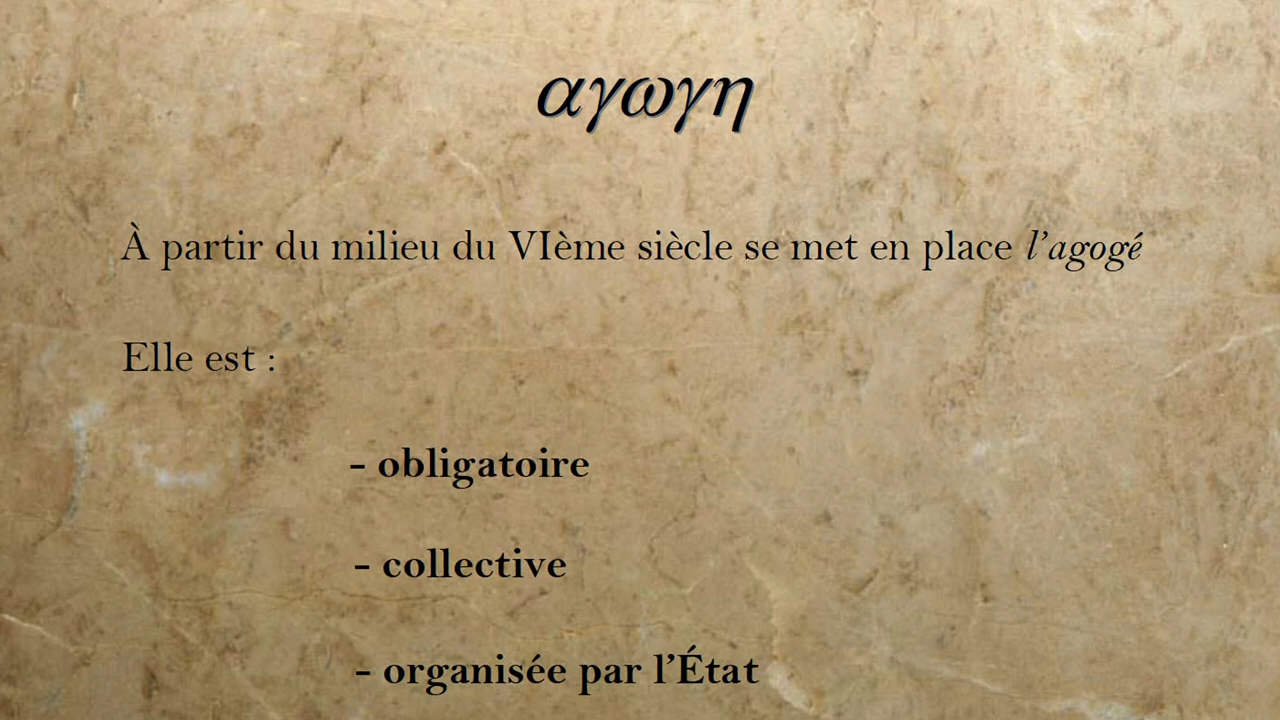 αγωγη
À partir du milieu du VIème siècle se met en place l’agogé
Elle est :
- obligatoire
- collective
- organisée par l’État